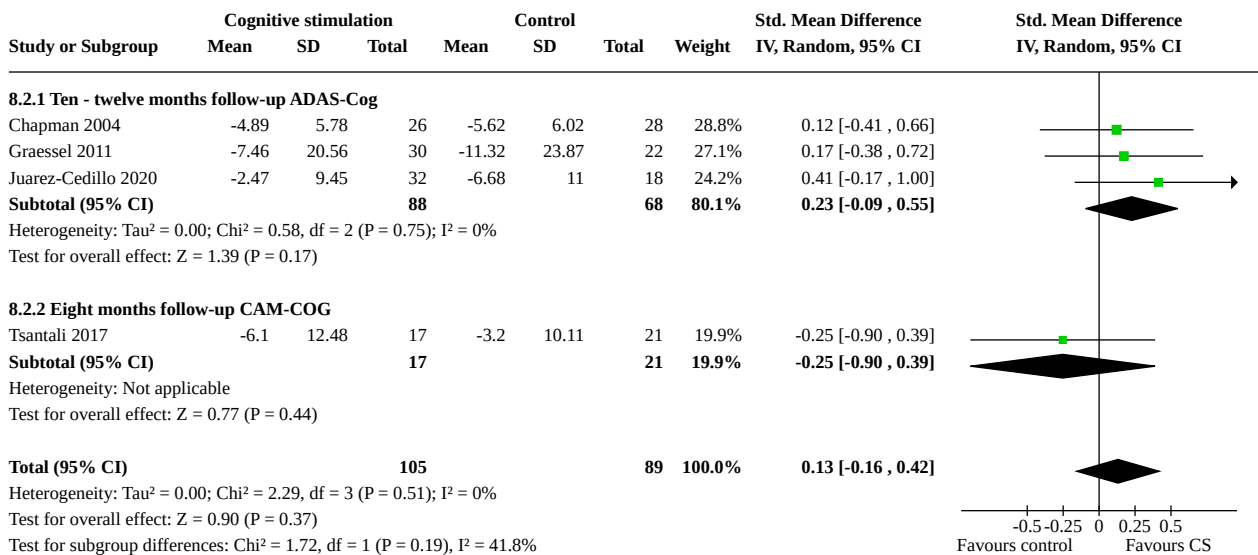 Cognitive stimulation Control Std. Mean Difference Std. Mean Difference
Study or Subgroup Mean SD Total Mean SD Total Weight IV, Random, 95% CI IV, Random, 95% CI
8.2.1 Ten - twelve months follow-up ADAS-Cog
Chapman 2004 -4.89 5.78 26 -5.62 6.02 28 28.8% 0.12 [-0.41 , 0.66]
Graessel 2011 -7.46 20.56 30 -11.32 23.87 22 27.1% 0.17 [-0.38 , 0.72]
Juarez-Cedillo 2020 -2.47 9.45 32 -6.68 11 18 24.2% 0.41 [-0.17 , 1.00]
Subtotal (95% CI) 88 68 80.1% 0.23 [-0.09 , 0.55]
Heterogeneity: Tau² = 0.00; Chi² = 0.58, df = 2 (P = 0.75); I² = 0%
Test for overall effect: Z = 1.39 (P = 0.17)
8.2.2 Eight months follow-up CAM-COG
Tsantali 2017 -6.1 12.48 17 -3.2 10.11 21 19.9% -0.25 [-0.90 , 0.39]
Subtotal (95% CI) 17 21 19.9% -0.25 [-0.90 , 0.39]
Heterogeneity: Not applicable
Test for overall effect: Z = 0.77 (P = 0.44)
Total (95% CI) 105 89 100.0% 0.13 [-0.16 , 0.42]
Heterogeneity: Tau² = 0.00; Chi² = 2.29, df = 3 (P = 0.51); I² = 0%
Test for overall effect: Z = 0.90 (P = 0.37)
-0.5 -0.25 0 0.25 0.5
Test for subgroup differences: Chi² = 1.72, df = 1 (P = 0.19), I² = 41.8%
Favours control Favours CS